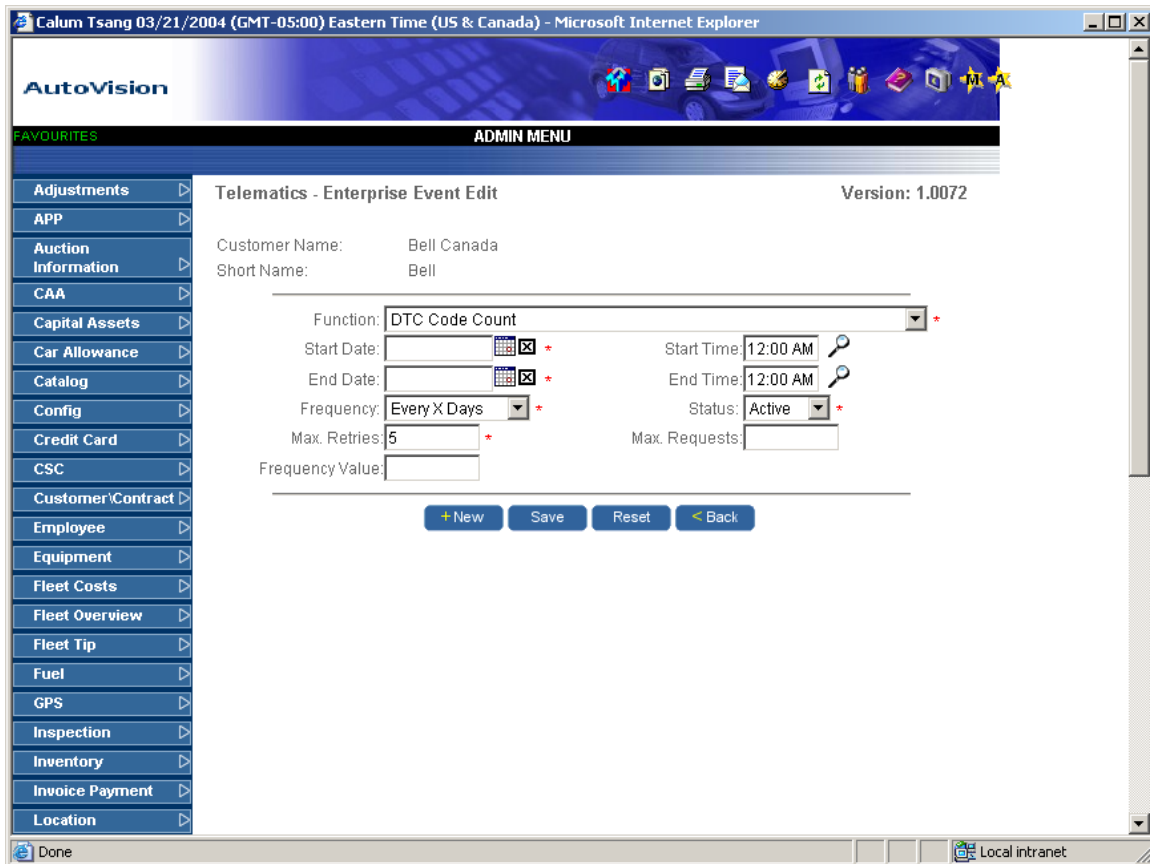 Calum Tsang 03/21/2004 (GMT-05:00) Eastern Time (US & Canada) - Microsoft Internet Explorer
AutoVision
M A
FAVOURITES ADMIN MENU
Adjustments
APP
Auction
Information
CAA
Capital Assets
Car Allowance
Catalog
Config
Credit Card
CSC
Customer\Contract
Employee
Equipment
Fleet Costs
Fleet Overview
Fleet Tip
Fuel
GPS
Inspection
Inventory
Invoice Payment
Location
Telematics - Enterprise Event Edit Version: 1.0072
Customer Name: Bell Canada
Short Name: Bell
Function: DTC Code Count *
Start Date: * Start Time: 12:00 AM
End Date: * End Time: 12:00 AM
Frequency: Every X Days * Status: Active *
Max. Retries: 5 * Max. Requests:
Frequency Value:
+ New Save Reset < Back
Done Local intranet